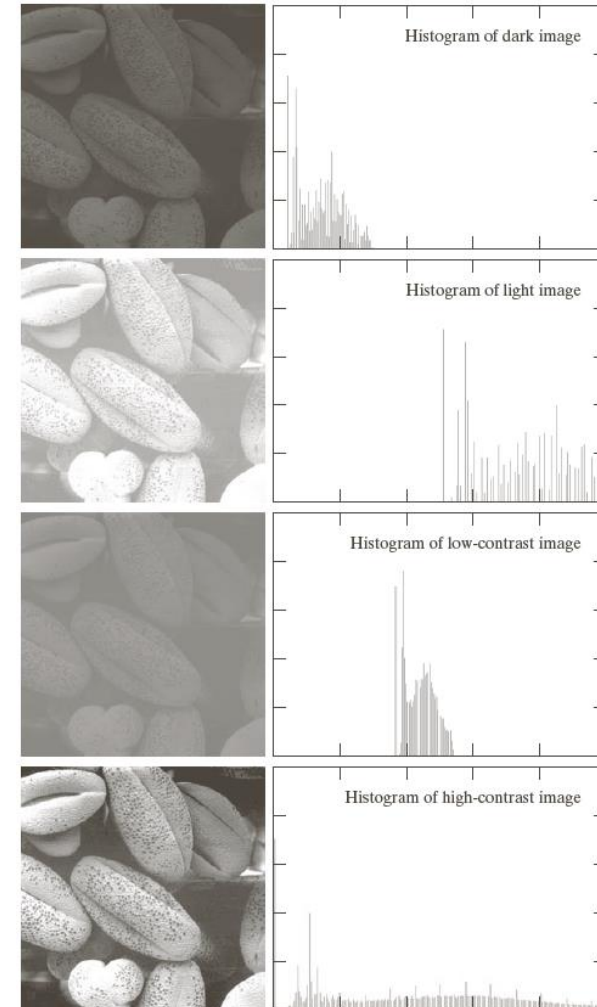 Histogram of dark image
Histogram of light image
Histogram of low-contrast image
Histogram of high-contrast image